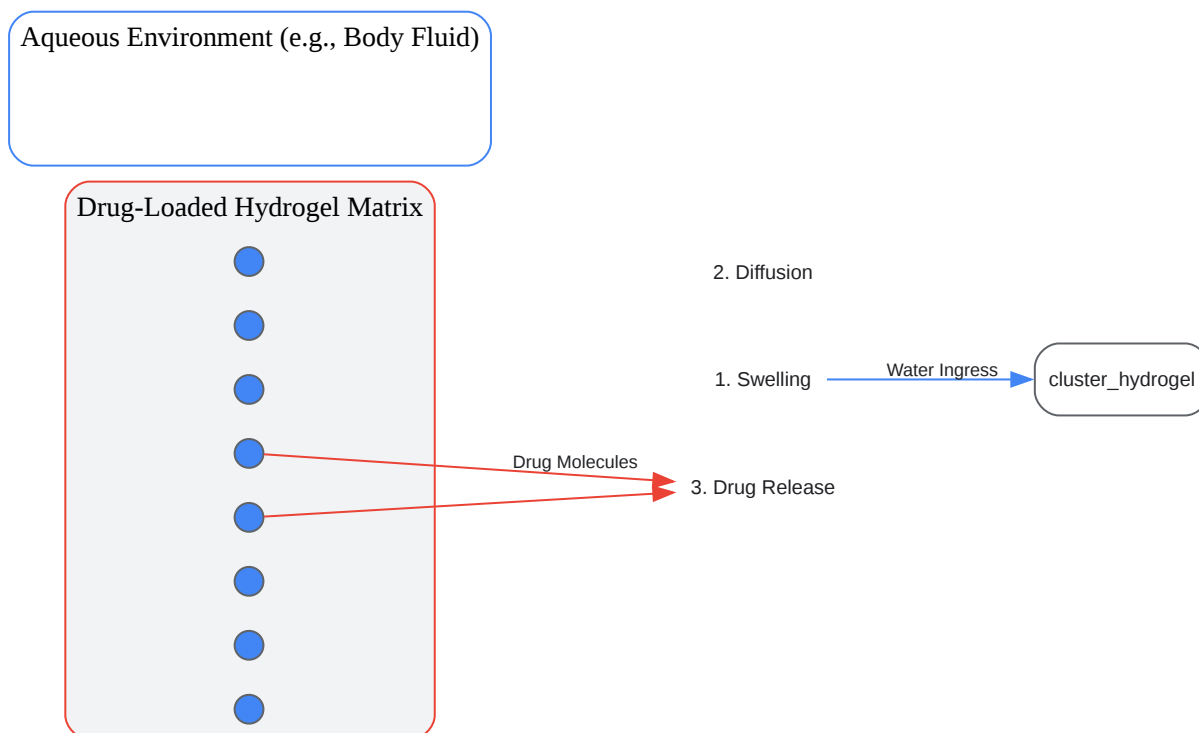 Aqueous Environment (e.g., Body Fluid)
Drug-Loaded Hydrogel Matrix
2. Diffusion
1. Swelling
Water Ingress
cluster_hydrogel
Drug Molecules
3. Drug Release